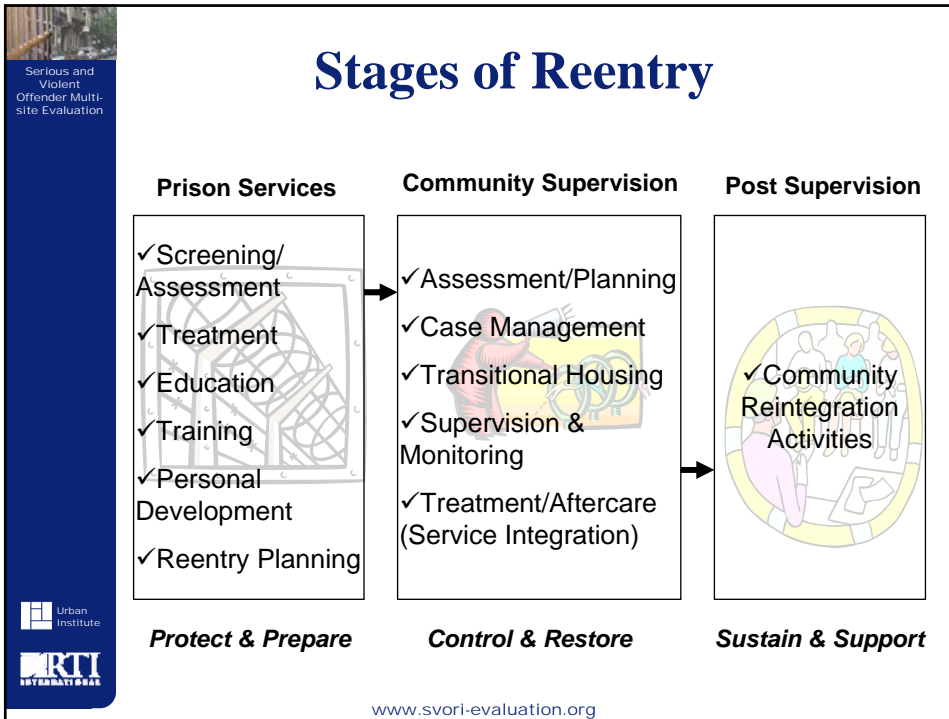 Serious and
Violent
Offender Multi-
site Evaluation
Stages of Reentry
Prison Services
✓Screening/
Assessment
✓Treatment
✓Education
✓Training
✓Personal
Development
✓Reentry Planning
Protect & Prepare
Community Supervision
✓Assessment/Planning
✓Case Management
✓Transitional Housing
✓Supervision &
Monitoring
✓Treatment/Aftercare
(Service Integration)
Control & Restore
Post Supervision
✓Community
Reintegration
Activities
Sustain & Support
Urban
Institute
RTI
INTERNATIONAL
www.svori-evaluation.org